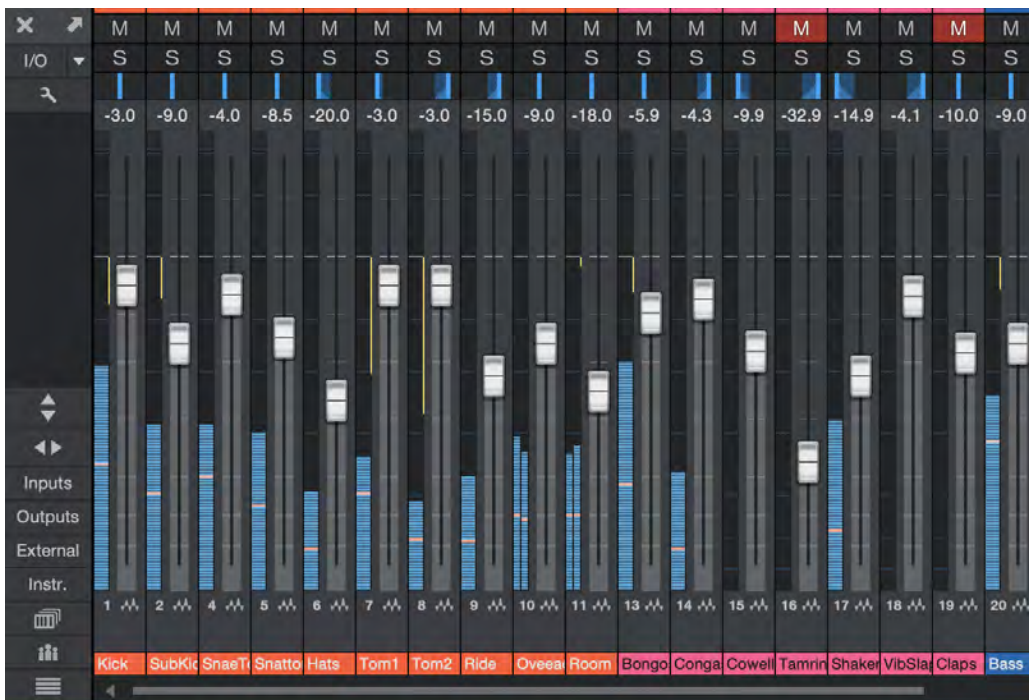 M M M M M M M M M M M M M M M M M M
I/O S S S S S S S S S S S S S S S S S S
-3.0 -9.0 -4.0 -8.5 -20.0 -3.0 -3.0 -15.0 -9.0 -18.0 -5.9 -4.3 -9.9 -32.9 -14.9 -4.1 -10.0 -9.0
Inputs
Outputs
External
Instr.
1 2 4 5 6 7 8 9 10 11 13 14 15 16 17 18 19 20
Kick SubKic SnaeT Snatto Hats Tom1 Tom2 Ride Oveea Room Bongo Conga Cowell Tamrin Shaker VibSla Claps Bass